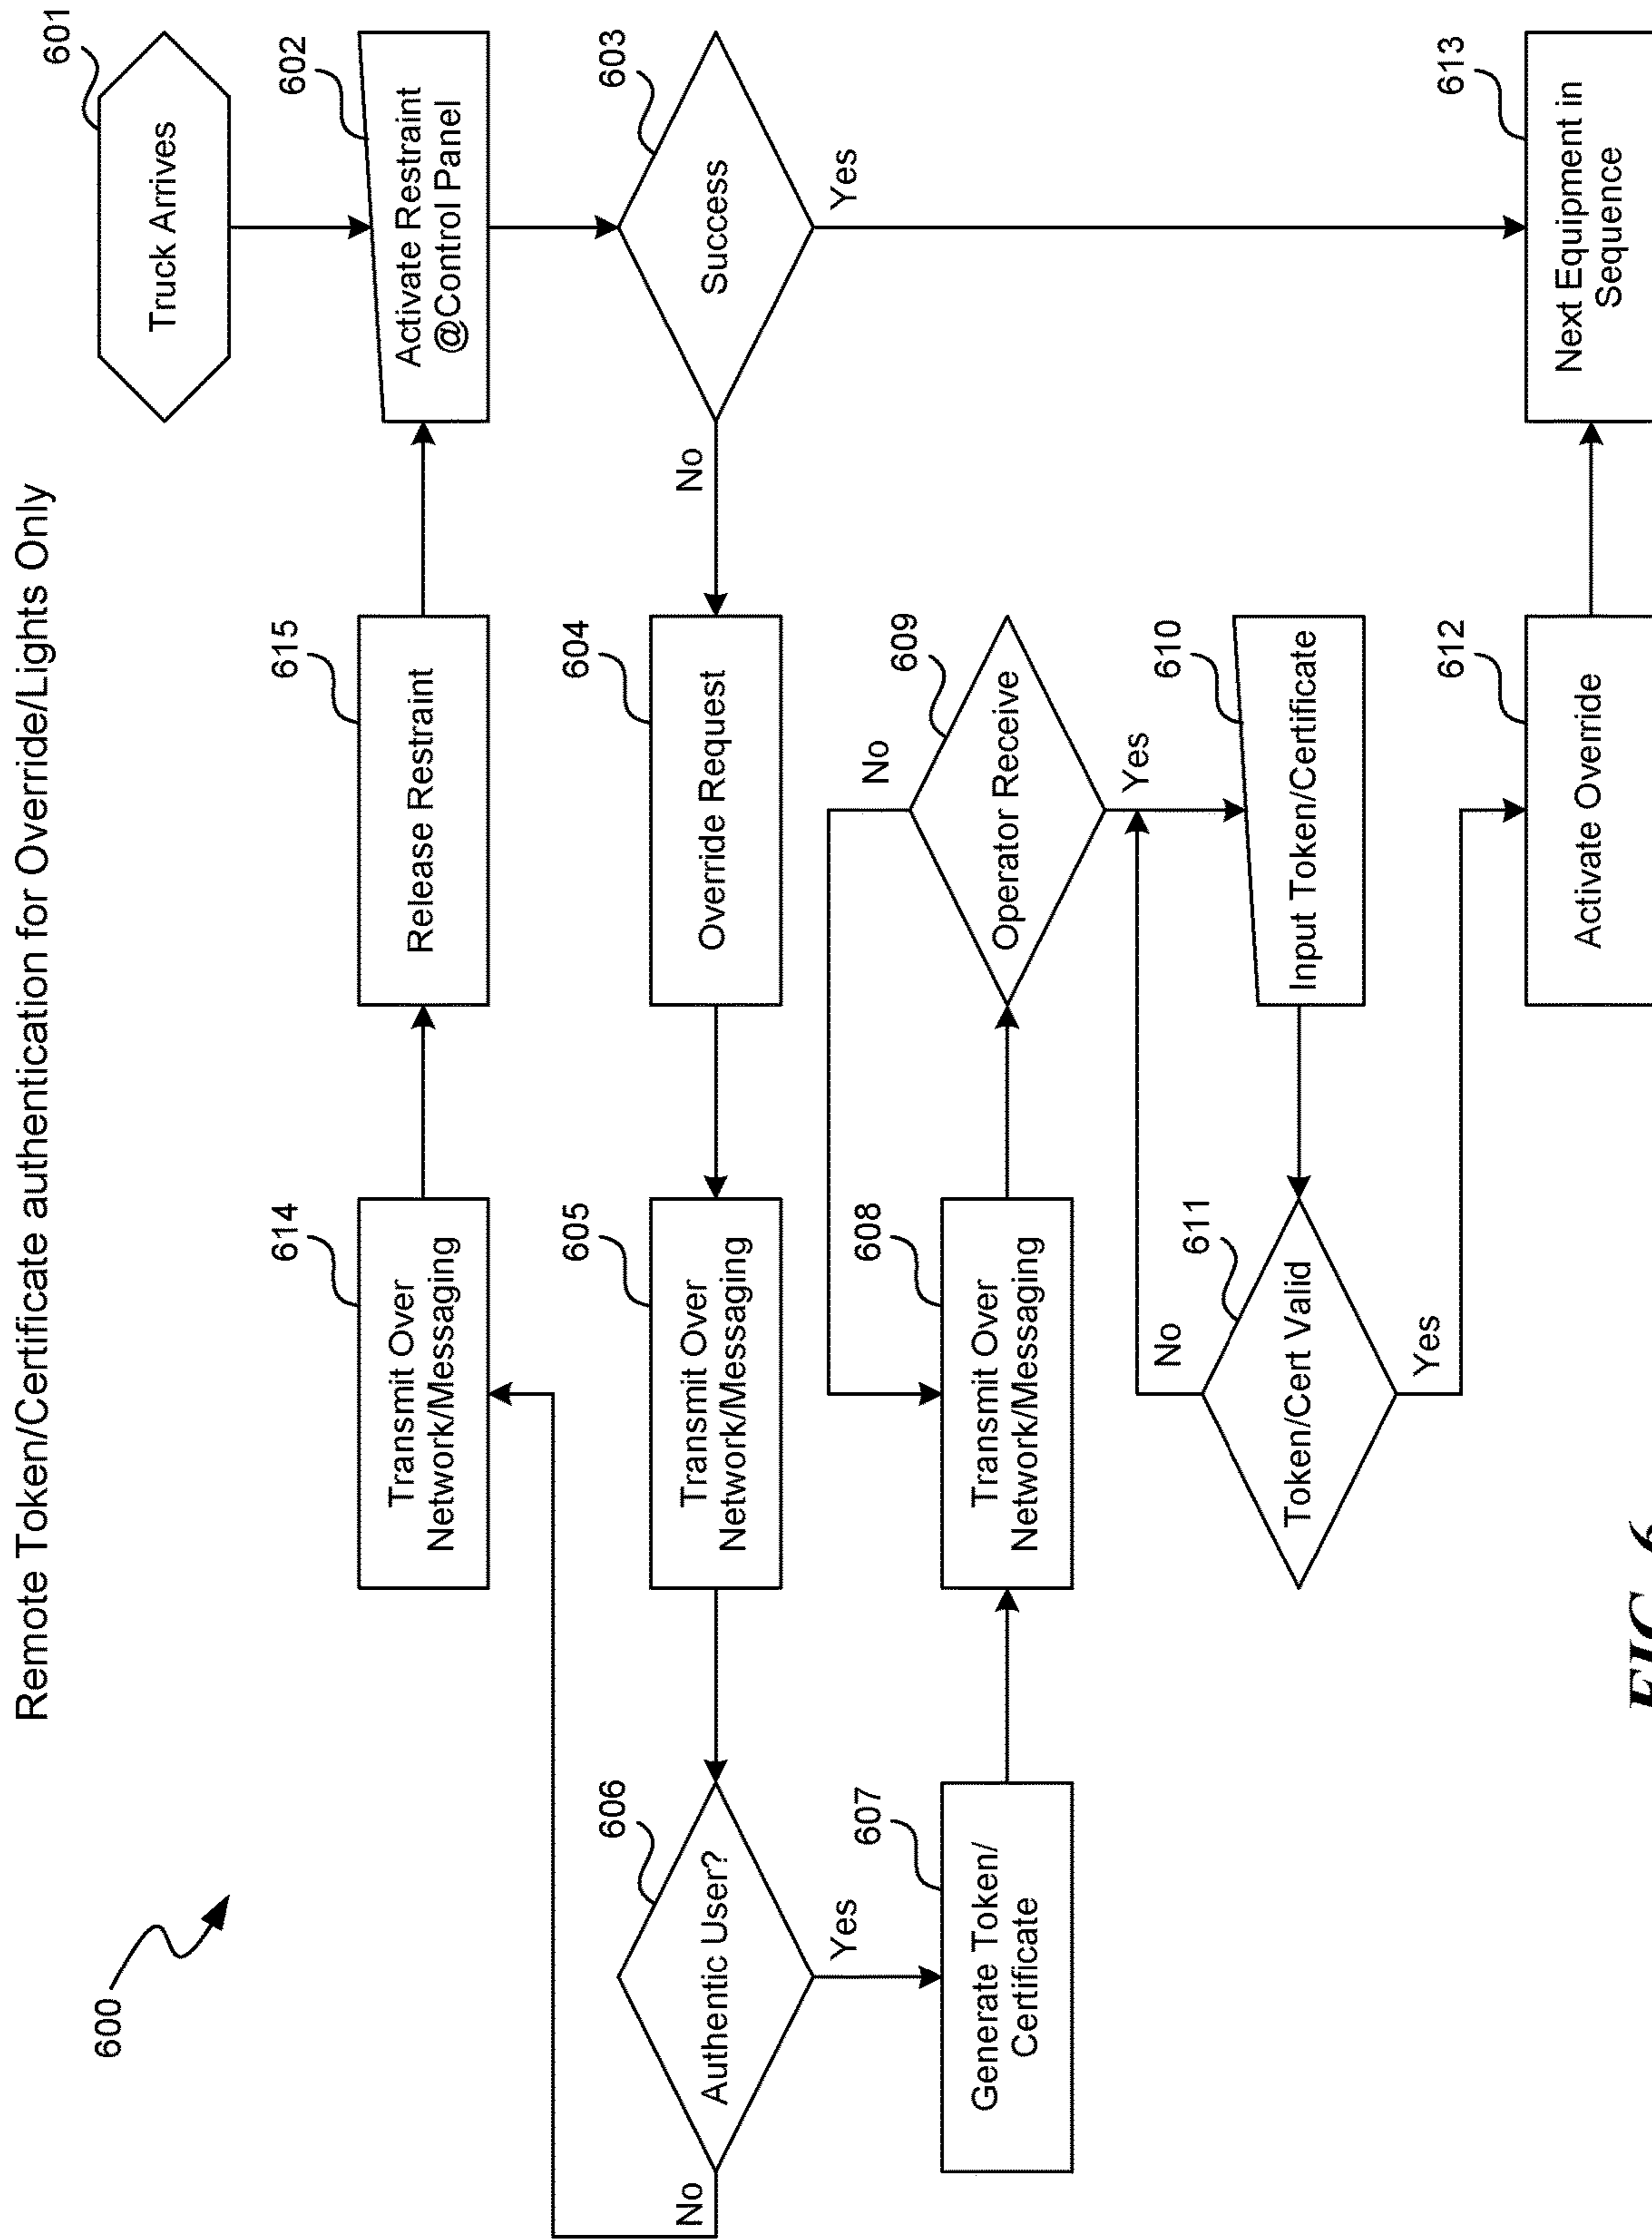 Remote Token/Certificate authentication for Override/Lights Only
600
601
Truck Arrives
614
Transmit Over
Network/Messaging
615
Release Restraint
602
Activate Restraint
@Control Panel
606
Authentic User?
No
Yes
605
Transmit Over
Network/Messaging
604
Override Request
No
603
Success
Yes
607
Generate Token/
Certificate
608
Transmit Over
Network/Messaging
609
Operator Receive
No
Yes
611
Token/Cert Valid
No
Yes
610
Input Token/Certificate
612
Activate Override
613
Next Equipment in
Sequence
FIG. 6